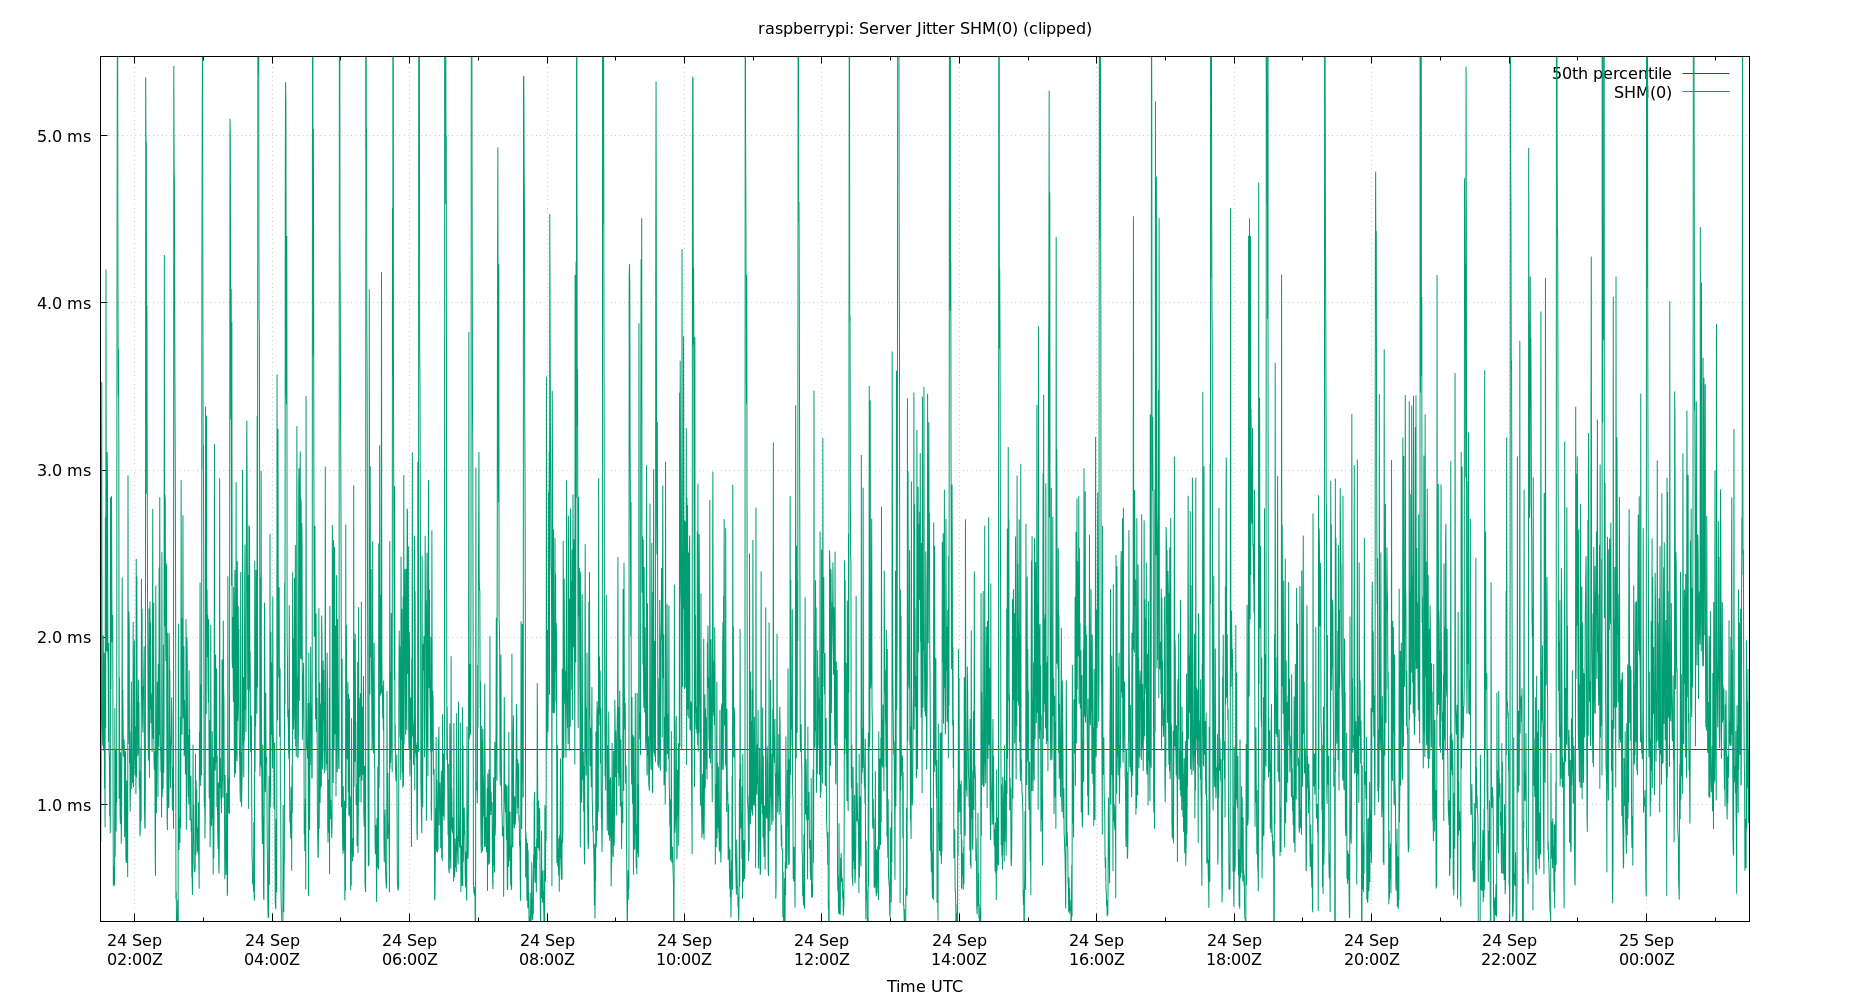 raspberrypi: Server Jitter SHM(0) (clipped)
50th percentile
SHM(0)
5.0 ms
4.0 ms
3.0 ms
2.0 ms
1.0 ms
24 Sep 24 Sep 24 Sep 24 Sep 24 Sep 24 Sep 24 Sep 24 Sep 24 Sep 24 Sep 24 Sep 25 Sep
02:00Z 04:00Z 06:00Z 08:00Z 10:00Z 12:00Z 14:00Z 16:00Z 18:00Z 20:00Z 22:00Z 00:00Z
Time UTC